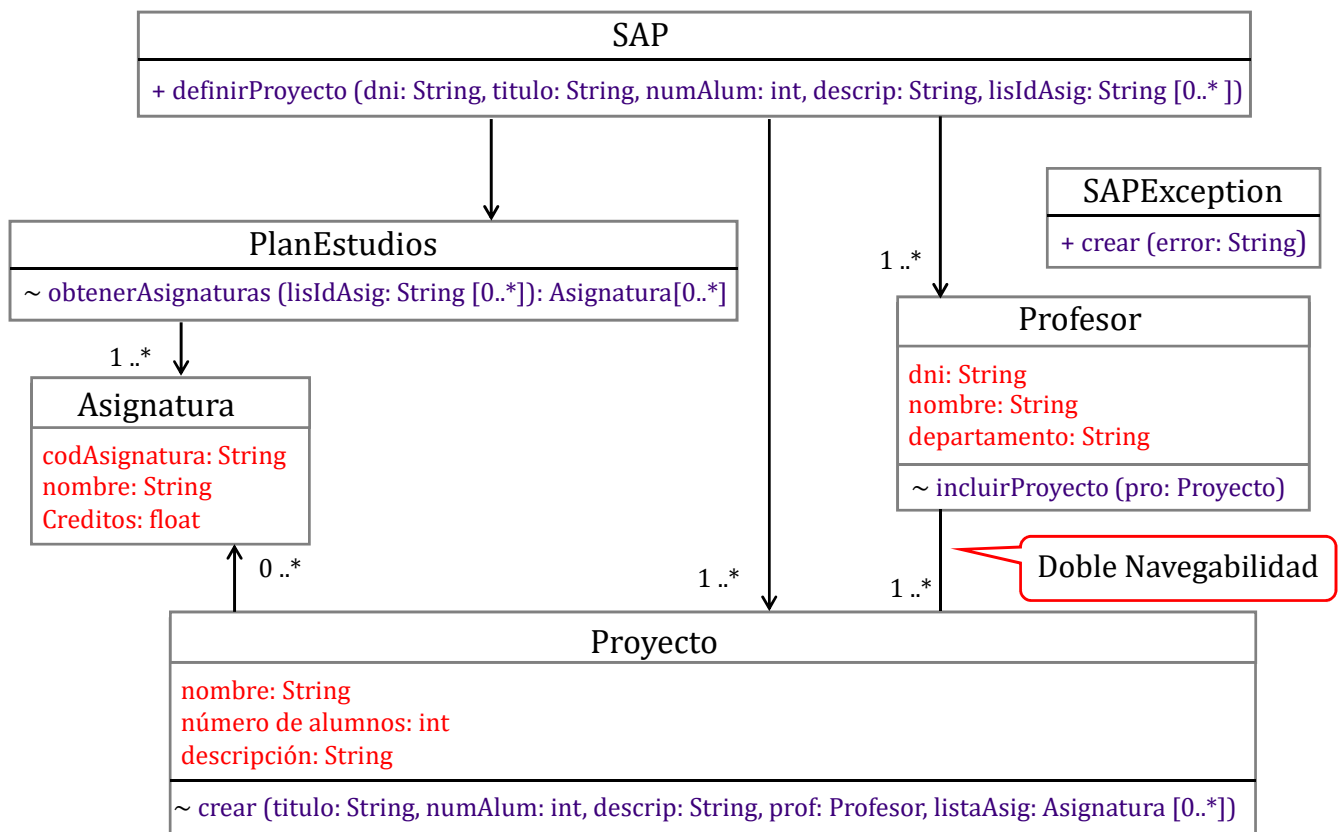 SAP
+ definirProyecto (dni: String, titulo: String, numAlum: int, descrip: String, lisIdAsig: String [0..* ])
SAPException
+ crear (error: String)
PlanEstudios
~ obtenerAsignaturas (lisIdAsig: String [0..*]): Asignatura[0..*]
1 ..*
Profesor
dni: String
nombre: String
departamento: String
~ incluirProyecto (pro: Proyecto)
1 ..*
Asignatura
codAsignatura: String
nombre: String
Creditos: float
0 ..*
1 ..*
1 ..*
Doble Navegabilidad
Proyecto
nombre: String
número de alumnos: int
descripción: String
~ crear (titulo: String, numAlum: int, descrip: String, prof: Profesor, listaAsig: Asignatura [0..*])